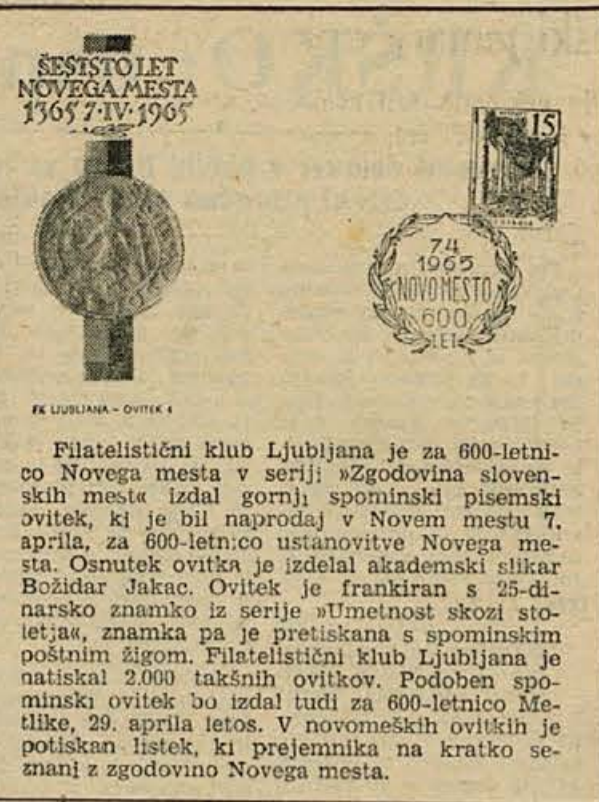 ŠESTSTO LET
NOVEGA MESTA
1365 7·IV·1965
15
7.4
1965
NOVO MESTO
600
LET
FK LJUBLJANA – OVITEK 4
Filatelistični klub Ljubljana je za 600-letni-
co Novega mesta v seriji »Zgodovina sloven-
skih mest« izdal gornji spominski pisemski
ovitek, ki je bil naprodaj v Novem mestu 7.
aprila, za 600-letnico ustanovitve Novega me-
sta. Osnutek ovitka je izdelal akademski slikar
Božidar Jakac. Ovitek je frankiran s 25-di-
narsko znamko iz serije »Umetnost skozi sto-
letja«, znamka pa je pretiskana s spominskim
poštnim žigom. Filatelistični klub Ljubljana je
natiskal 2.000 takšnih ovitkov. Podoben spo-
minski ovitek bo izdal tudi za 600-letnico Me-
tlike, 29. aprila letos. V novomeških ovitkih je
potiskan listek, ki prejemnika na kratko se-
znani z zgodovino Novega mesta.